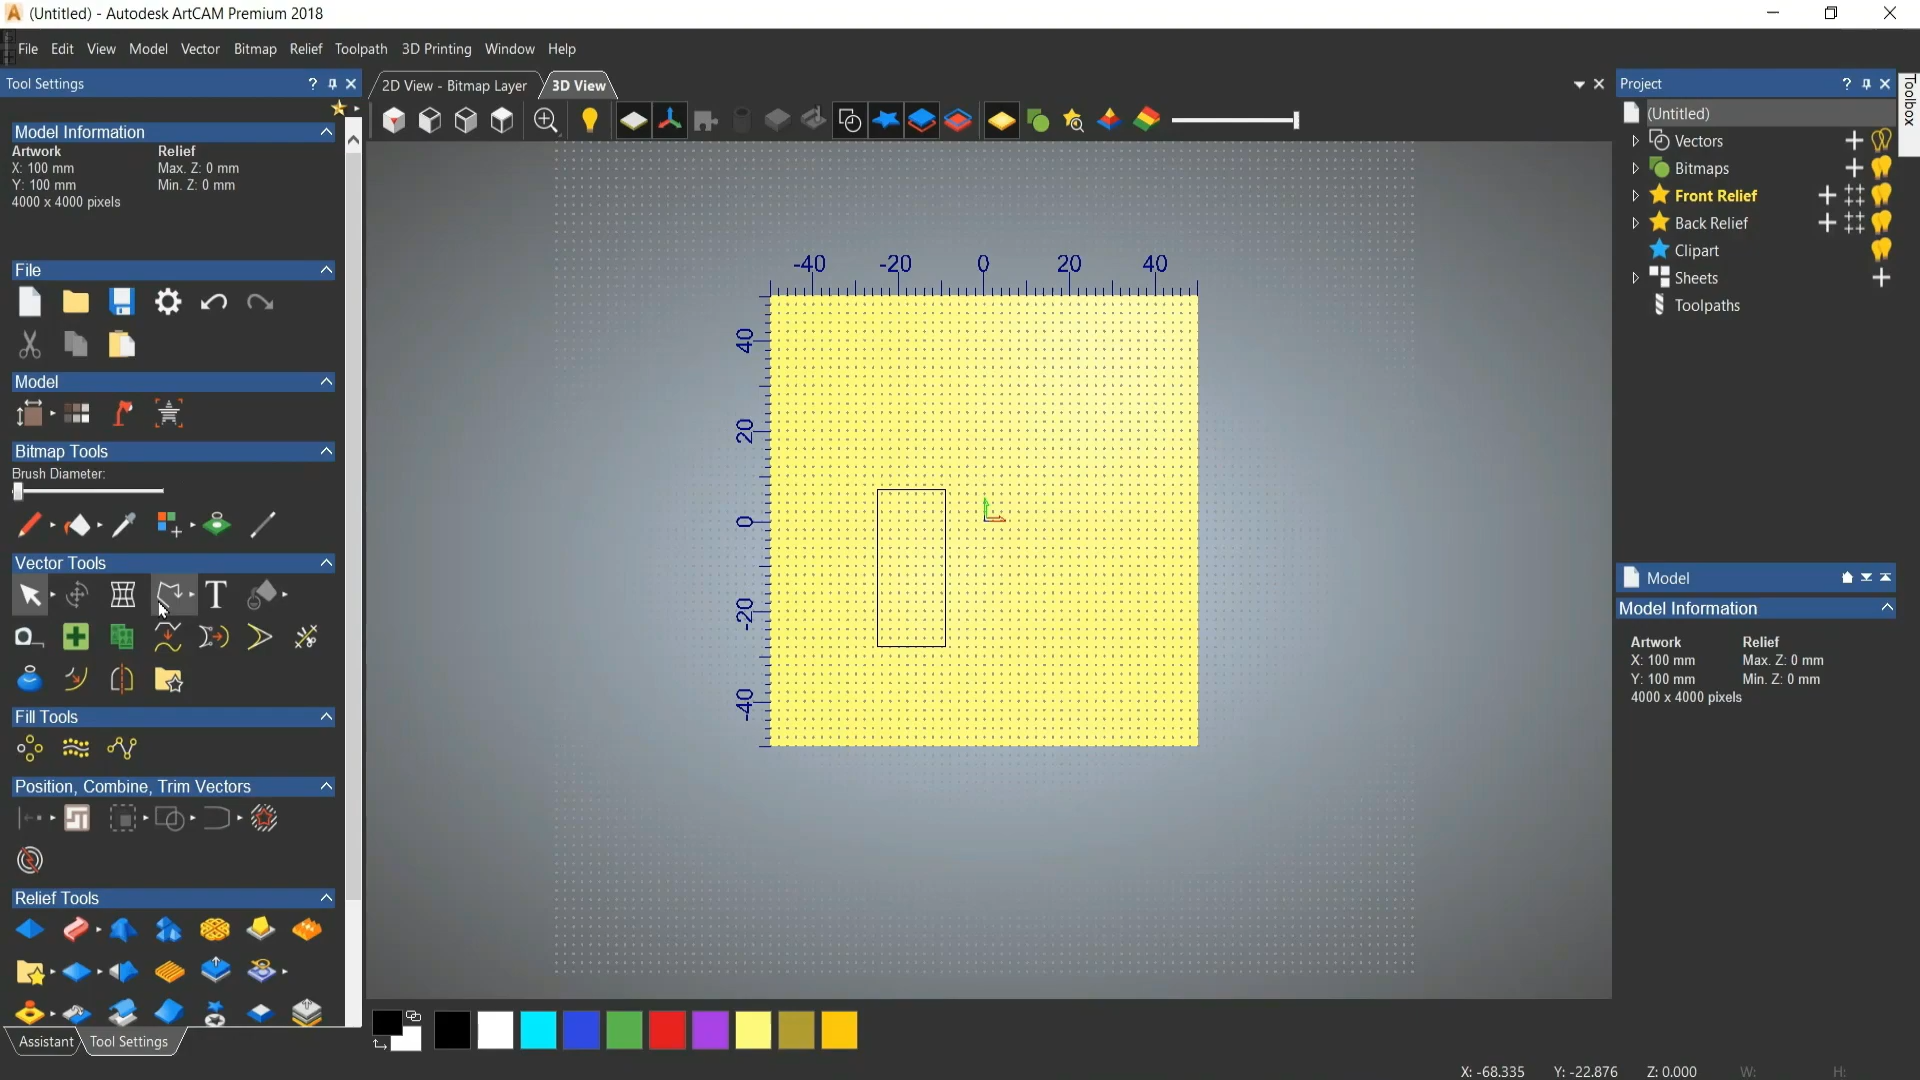 (Untitled) - Autodesk ArtCAM Premium 2018
File Edit View Model Vector Bitmap Relief Toolpath 3D Printing Window Help
Tool Settings
2D View - Bitmap Layer
3D View
Project
Toolbox
Model Information
Artwork Relief
X: 100 mm Max. Z: 0 mm
Y: 100 mm Min. Z: 0 mm
4000 x 4000 pixels
File
Model
Bitmap Tools
Brush Diameter:
Vector Tools
Fill Tools
Position, Combine, Trim Vectors
Relief Tools
Assistant
Tool Settings
-40 -20 0 20 40
40
20
0
-20
-40
(Untitled)
Vectors
Bitmaps
Front Relief
Back Relief
Clipart
Sheets
Toolpaths
Model
Model Information
Artwork Relief
X: 100 mm Max. Z: 0 mm
Y: 100 mm Min. Z: 0 mm
4000 x 4000 pixels
X: -68.335 Y: -22.876 Z: 0.000 W: H: